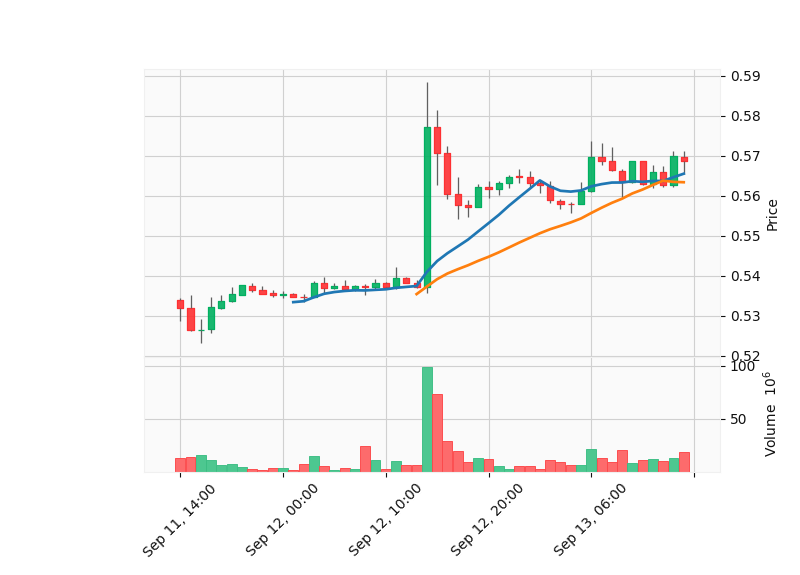 0.59
0.58
0.57
0.56
0.55
0.54
0.53
0.52
Price
100
50
Volume 10⁶
Sep 11, 14:00
Sep 12, 00:00
Sep 12, 10:00
Sep 12, 20:00
Sep 13, 06:00